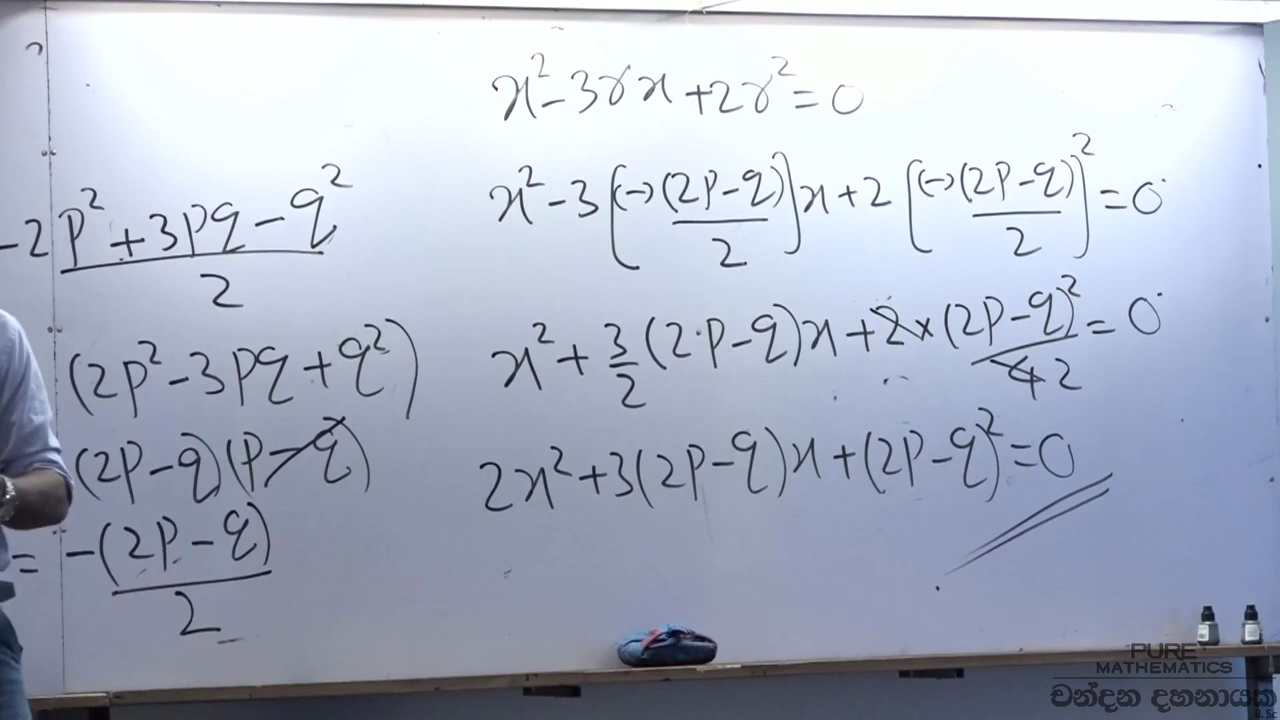 -2p² + 3pq - q²
2
(2p² - 3pq + q²)
(2p - q)(p - q)
= -(2p - q)
2
x² - 3γx + 2γ² = 0
x² - 3[(-)(2p - q)/2]x + 2[(-)(2p - q)/2]² = 0
x² + 3/2 (2p - q)x + 2 × (2p - q)²/4 2 = 0
2x² + 3(2p - q)x + (2p - q)² = 0
PURE
MATHEMATICS
චන්දන දහනායක
B.Sc